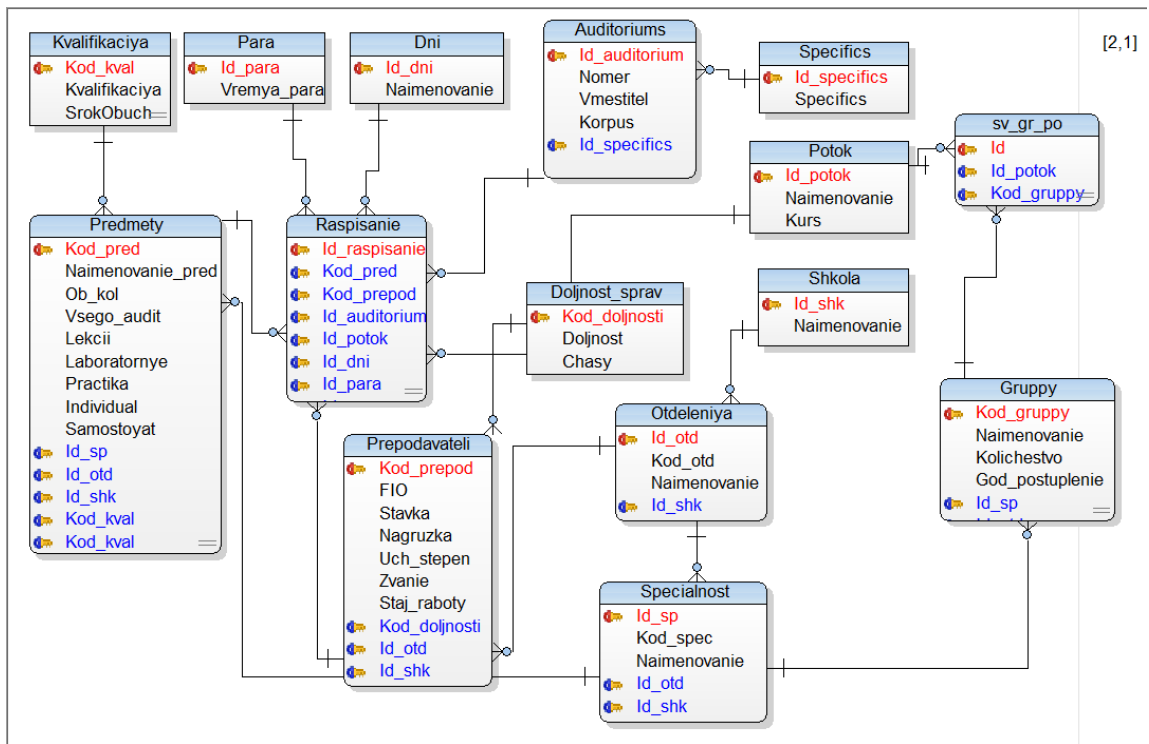 Kvalifikaciya
Kod_kval
Kvalifikaciya
SrokObuch
Para
Id_para
Vremya_para
Dni
Id_dni
Naimenovanie
Auditoriums
Id_auditorium
Nomer
Vmestitel
Korpus
Id_specifics
Specifics
Id_specifics
Specifics
[2,1]
sv_gr_po
Id
Id_potok
Kod_gruppy
Potok
Id_potok
Naimenovanie
Kurs
Predmety
Kod_pred
Naimenovanie_pred
Ob_kol
Vsego_audit
Lekcii
Laboratornye
Practika
Individual
Samostoyat
Id_sp
Id_otd
Id_shk
Kod_kval
Kod_kval
Raspisanie
Id_raspisanie
Kod_pred
Kod_prepod
Id_auditorium
Id_potok
Id_dni
Id_para
Doljnost_sprav
Kod_doljnosti
Doljnost
Chasy
Shkola
Id_shk
Naimenovanie
Prepodavateli
Kod_prepod
FIO
Stavka
Nagruzka
Uch_stepen
Zvanie
Staj_raboty
Kod_doljnosti
Id_otd
Id_shk
Otdeleniya
Id_otd
Kod_otd
Naimenovanie
Id_shk
Gruppy
Kod_gruppy
Naimenovanie
Kolichestvo
God_postuplenie
Id_sp
Specialnost
Id_sp
Kod_spec
Naimenovanie
Id_otd
Id_shk